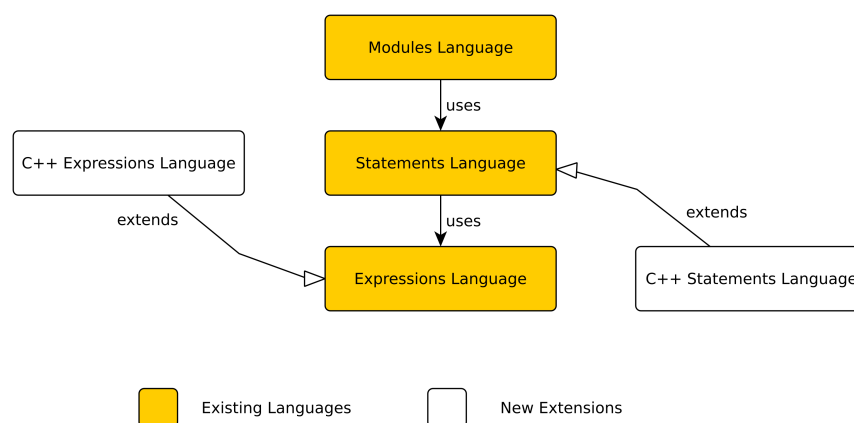 Modules Language
uses
C++ Expressions Language
Statements Language
extends
uses
extends
Expressions Language
C++ Statements Language
Existing Languages
New Extensions